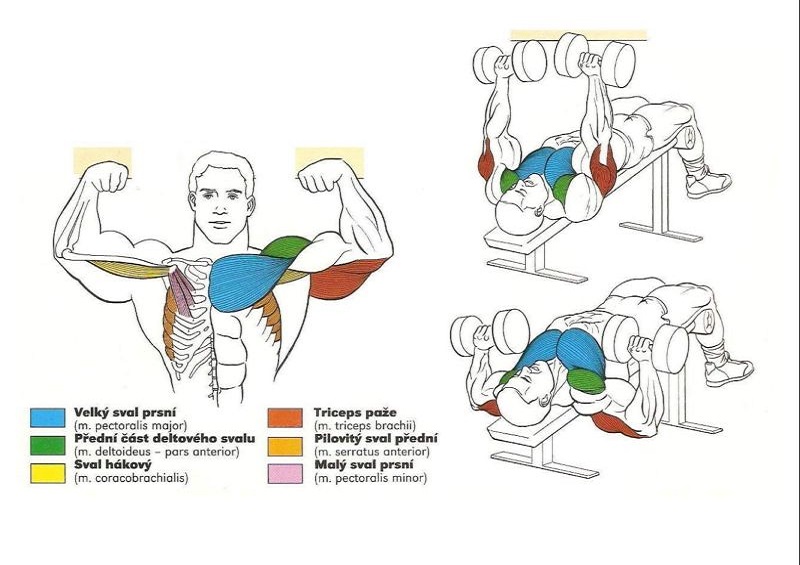 Velký sval prsní
(m. pectoralis major)
Přední část deltového svalu
(m. deltoideus – pars anterior)
Sval hákový
(m. coracobrachialis)
Triceps paže
(m. triceps brachii)
Pilovitý sval přední
(m. serratus anterior)
Malý sval prsní
(m. pectoralis minor)